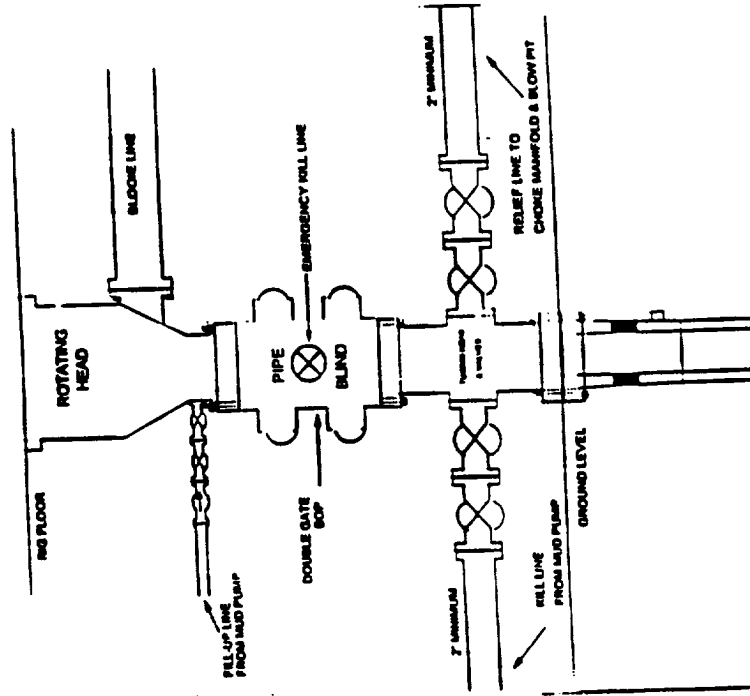 RIG FLOOR
ROTATING
HEAD
BLOOIE LINE
FILL-UP LINE
FROM MUD PUMP
PIPE
BLIND
EMERGENCY KILL LINE
DOUBLE GATE
BOP
2" MINIMUM
RELIEF LINE TO
CHOKE MANIFOLD & BLOW PIT
& VALVES
2" MINIMUM
KILL LINE
FROM MUD PUMP
GROUND LEVEL